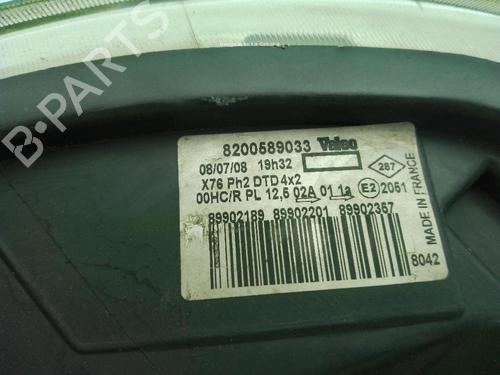 B-PARTS
8200589033 Valeo
08/07/08 19h32
287
X76 Ph2 DTD 4x2
00HC/R PL 12,5 02A 01 1a E2 2051
89902189 89902201 89902357
MADE IN FRANCE
8042